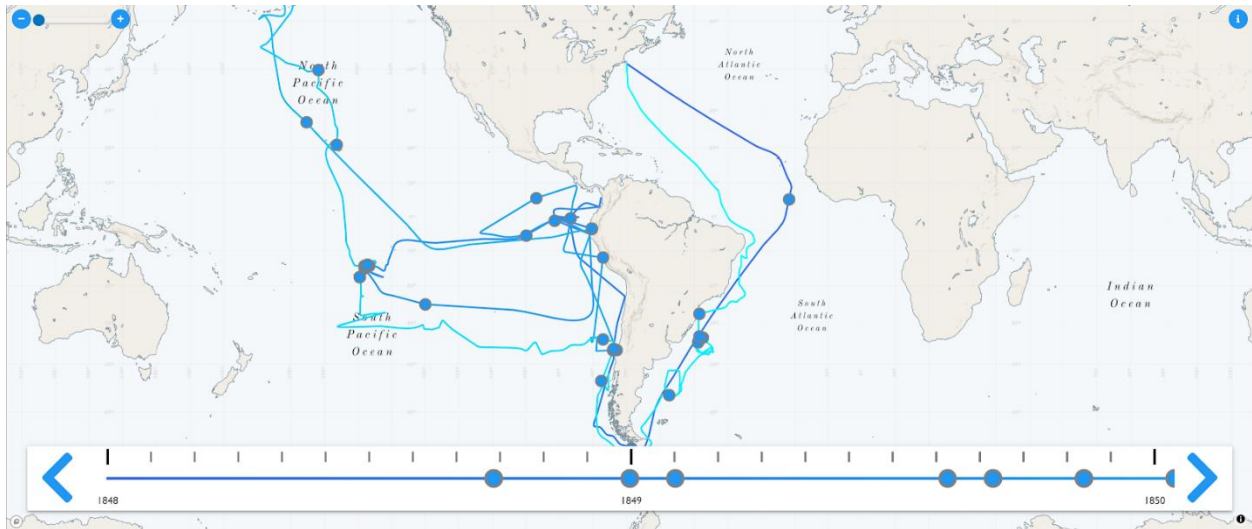 North
Pacific
Ocean
North
Atlantic
Ocean
Indian
Ocean
South
Atlantic
Ocean
South
Pacific
Ocean
1848
1849
1850